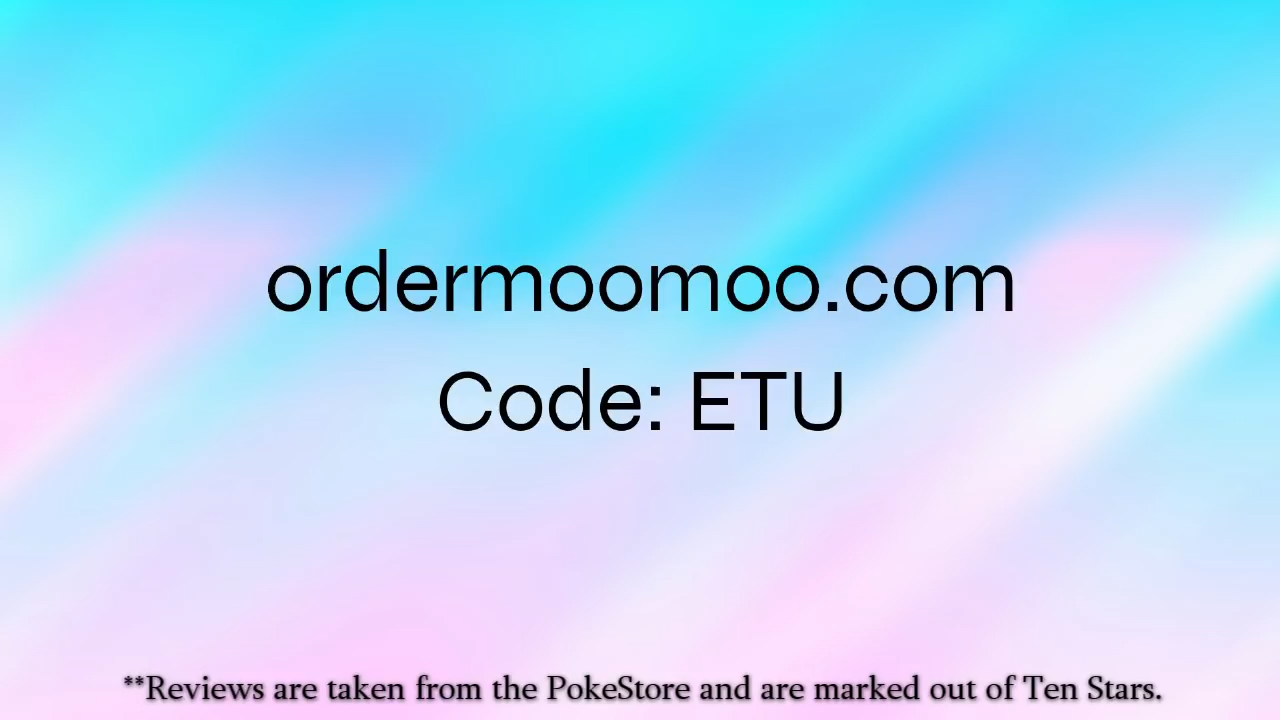 ordermoomoo.com
Code: ETU
**Reviews are taken from the PokeStore and are marked out of Ten Stars.